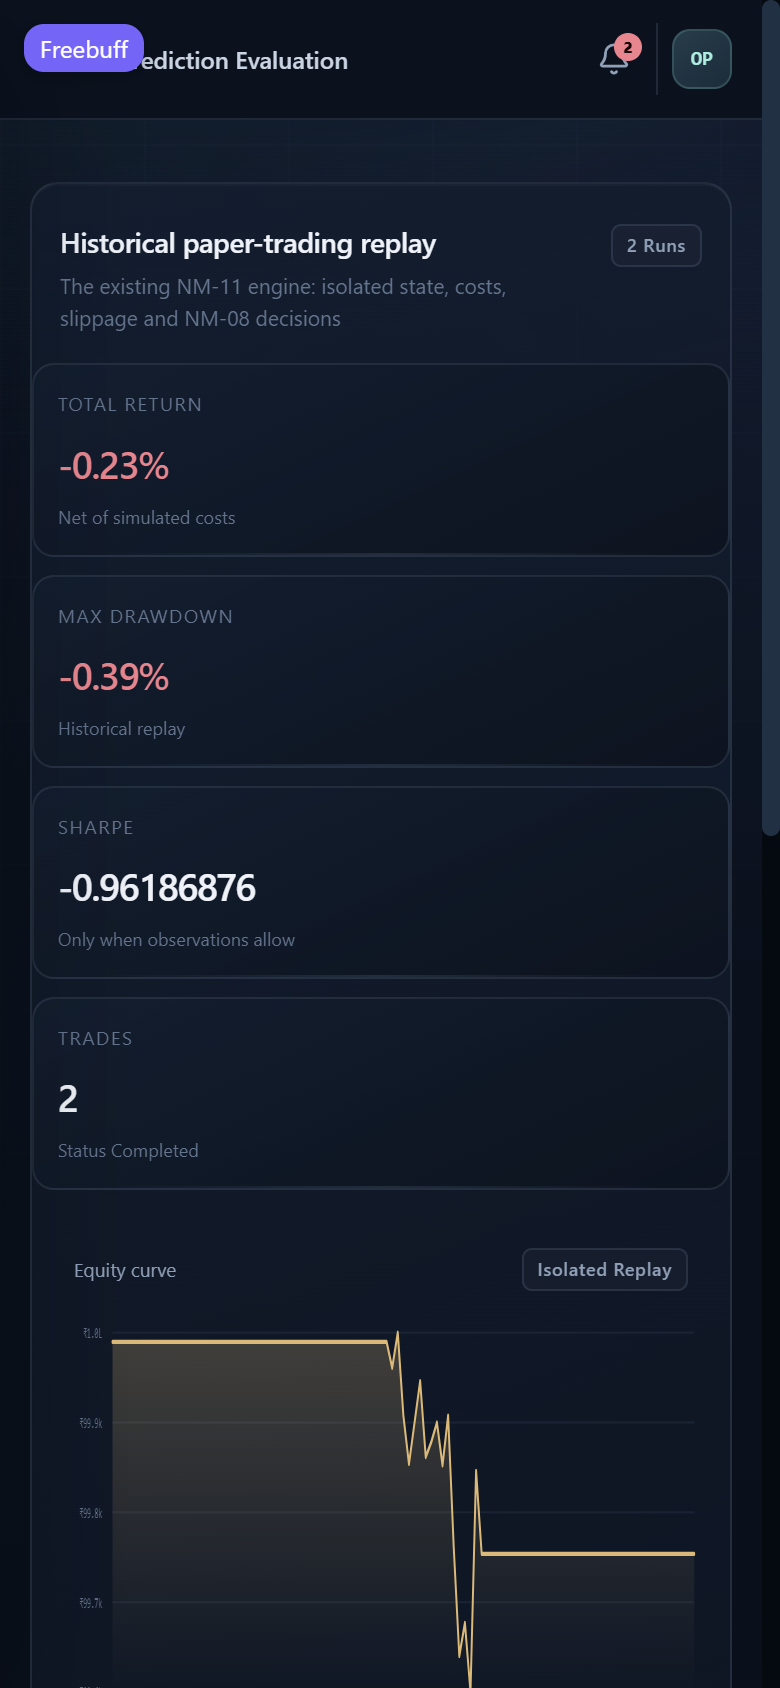 Freebuff
ediction Evaluation
2
OP
Historical paper-trading replay
2 Runs
The existing NM-11 engine: isolated state, costs,
slippage and NM-08 decisions
TOTAL RETURN
-0.23%
Net of simulated costs
MAX DRAWDOWN
-0.39%
Historical replay
SHARPE
-0.96186876
Only when observations allow
TRADES
2
Status Completed
Equity curve
Isolated Replay
₹1.0L
₹99.9k
₹99.8k
₹99.7k